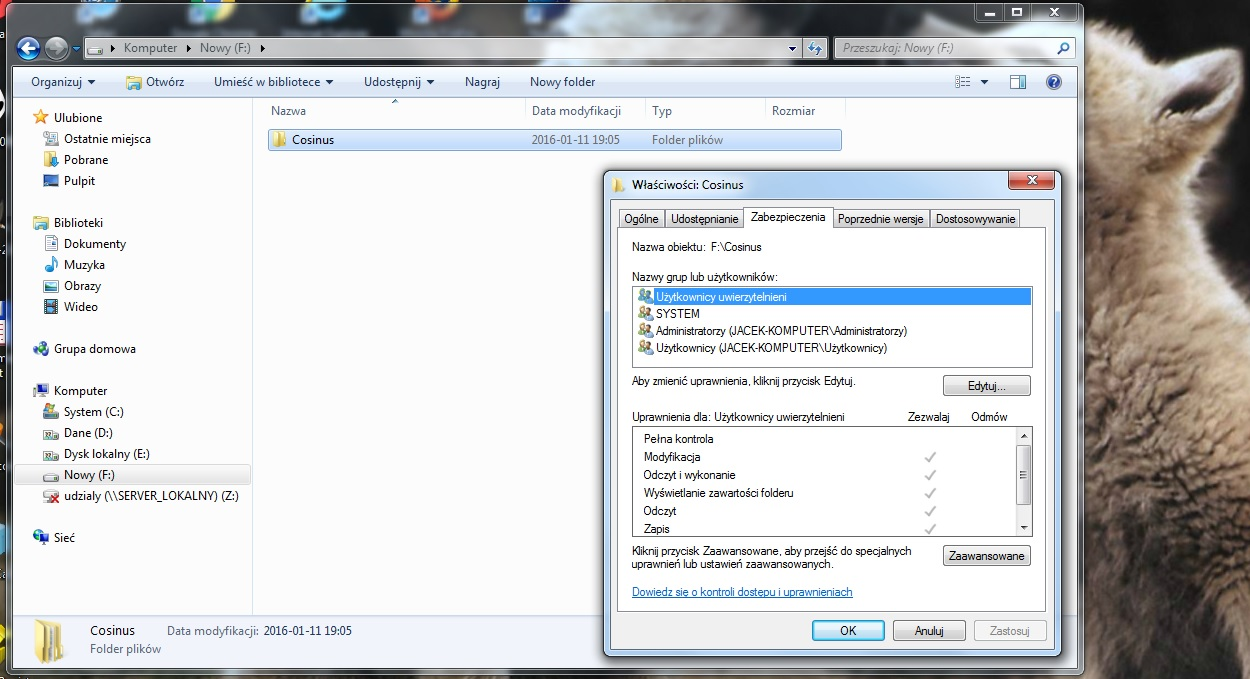 Komputer Nowy (F:)
Przeszukaj: Nowy (F:)
Organizuj Otwórz Umieść w bibliotece Udostępnij Nagraj Nowy folder
Nazwa Data modyfikacji Typ Rozmiar
Cosinus 2016-01-11 19:05 Folder plików
Ulubione
Ostatnie miejsca
Pobrane
Pulpit
Biblioteki
Dokumenty
Muzyka
Obrazy
Wideo
Grupa domowa
Komputer
System (C:)
Dane (D:)
Dysk lokalny (E:)
Nowy (F:)
udzialy (\\SERVER_LOKALNY) (Z:)
Sieć
Cosinus Data modyfikacji: 2016-01-11 19:05
Folder plików
Właściwości: Cosinus
Ogólne Udostępnianie Zabezpieczenia Poprzednie wersje Dostosowywanie
Nazwa obiektu: F:\Cosinus
Nazwy grup lub użytkowników:
Użytkownicy uwierzytelnieni
SYSTEM
Administratorzy (JACEK-KOMPUTER\Administratorzy)
Użytkownicy (JACEK-KOMPUTER\Użytkownicy)
Aby zmienić uprawnienia, kliknij przycisk Edytuj.
Edytuj...
Uprawnienia dla: Użytkownicy uwierzytelnieni Zezwalaj Odmów
Pełna kontrola
Modyfikacja
Odczyt i wykonanie
Wyświetlanie zawartości folderu
Odczyt
Zapis
Kliknij przycisk Zaawansowane, aby przejść do specjalnych
uprawnień lub ustawień zaawansowanych.
Zaawansowane
Dowiedz się o kontroli dostępu i uprawnieniach
OK Anuluj Zastosuj